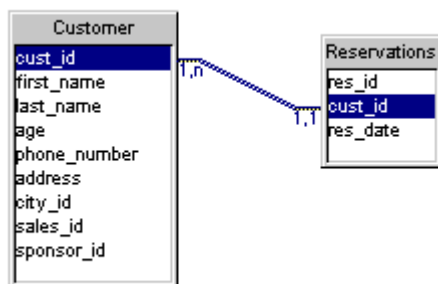 Customer
cust_id
first_name
last_name
age
phone_number
address
city_id
sales_id
sponsor_id
1,n
1,1
Reservations
res_id
cust_id
res_date